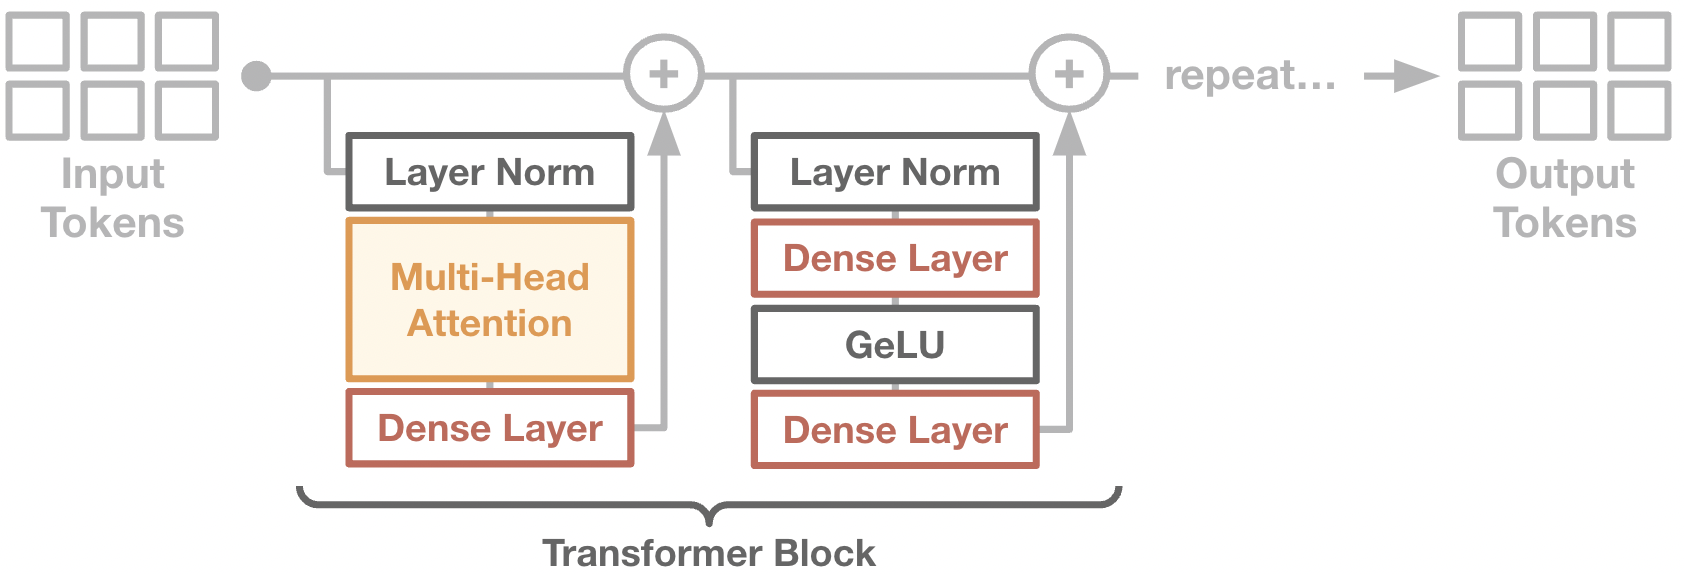 Input
Tokens
+
Layer Norm
Multi-Head
Attention
Dense Layer
+
Layer Norm
Dense Layer
GeLU
Dense Layer
repeat...
Output
Tokens
Transformer Block